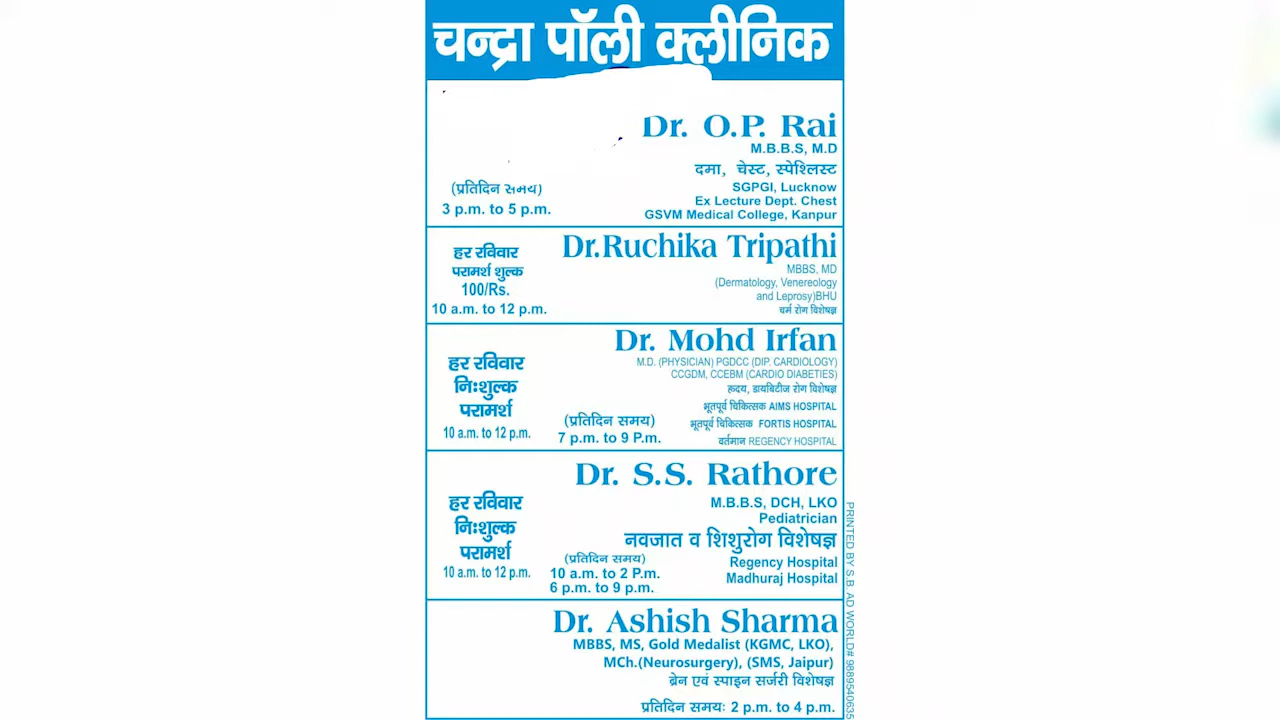 चन्द्रा पॉली क्लीनिक
Dr. O.P. Rai
M.B.B.S, M.D
दमा, चेस्ट, स्पेश्लिस्ट
SGPGI, Lucknow
Ex Lecture Dept. Chest
GSVM Medical College, Kanpur
(प्रतिदिन समय)
3 p.m. to 5 p.m.
हर रविवार
परामर्श शुल्क
100/Rs.
10 a.m. to 12 p.m.
Dr.Ruchika Tripathi
MBBS, MD
(Dermatology, Venereology
and Leprosy)BHU
चर्म रोग विशेषज्ञ
हर रविवार
निःशुल्क
परामर्श
10 a.m. to 12 p.m.
Dr. Mohd Irfan
M.D. (PHYSICIAN) PGDCC (DIP. CARDIOLOGY)
CCGDM, CCEBM (CARDIO DIABETIES)
ह्रदय, डायबिटीज रोग विशेषज्ञ
भूतपूर्व चिकित्सक AIMS HOSPITAL
भूतपूर्व चिकित्सक FORTIS HOSPITAL
वर्तमान REGENCY HOSPITAL
(प्रतिदिन समय)
7 p.m. to 9 P.m.
हर रविवार
निःशुल्क
परामर्श
10 a.m. to 12 p.m.
Dr. S.S. Rathore
M.B.B.S, DCH, LKO
Pediatrician
नवजात व शिशुरोग विशेषज्ञ
Regency Hospital
Madhuraj Hospital
(प्रतिदिन समय)
10 a.m. to 2 P.m.
6 p.m. to 9 p.m.
Dr. Ashish Sharma
MBBS, MS, Gold Medalist (KGMC, LKO),
MCh.(Neurosurgery), (SMS, Jaipur)
ब्रेन एवं स्पाइन सर्जरी विशेषज्ञ
प्रतिदिन समयः 2 p.m. to 4 p.m.
PRINTED BY S.B. AD WORLD# 9889540635